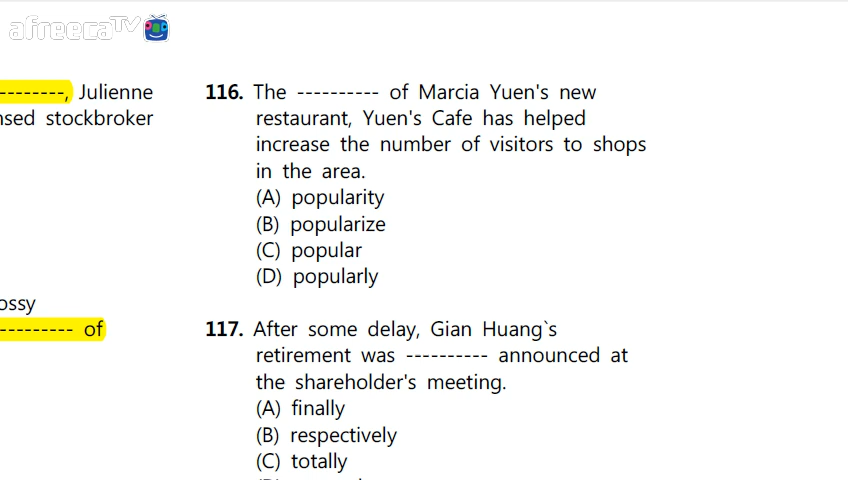 afreecaTV
---------, Julienne
nsed stockbroker
ossy
--------- of
116. The ---------- of Marcia Yuen's new
restaurant, Yuen's Cafe has helped
increase the number of visitors to shops
in the area.
(A) popularity
(B) popularize
(C) popular
(D) popularly
117. After some delay, Gian Huang`s
retirement was ---------- announced at
the shareholder's meeting.
(A) finally
(B) respectively
(C) totally